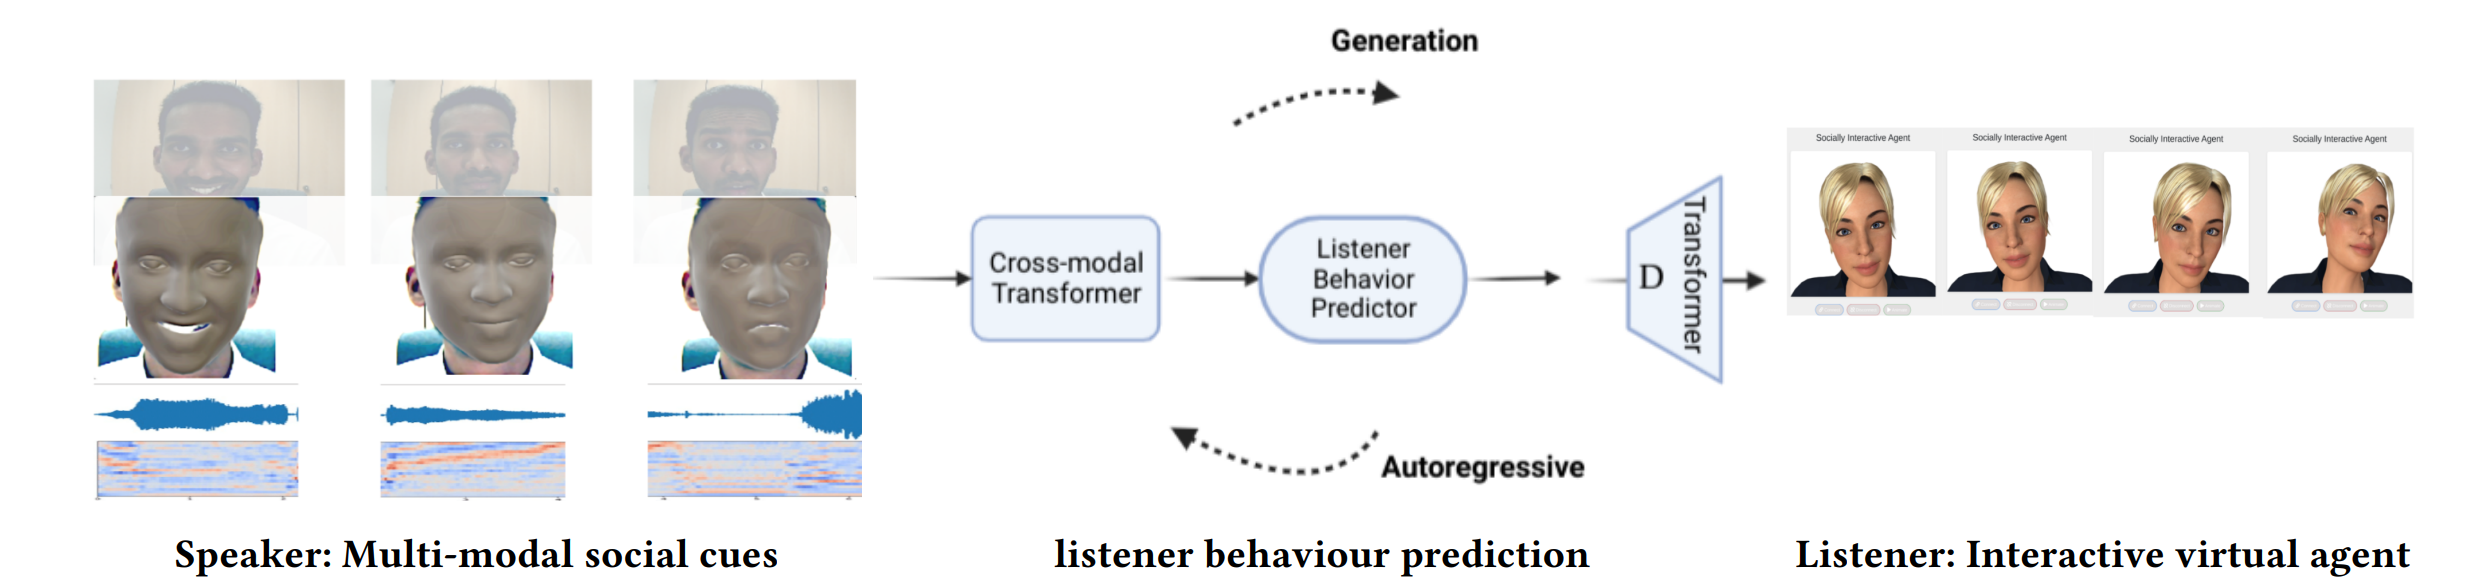 Generation
Socially Interactive Agent
Socially Interactive Agent
Socially Interactive Agent
Socially Interactive Agent
Cross-modal
Transformer
Listener
Behavior
Predictor
D
Transformer
Autoregressive
Speaker: Multi-modal social cues
listener behaviour prediction
Listener: Interactive virtual agent